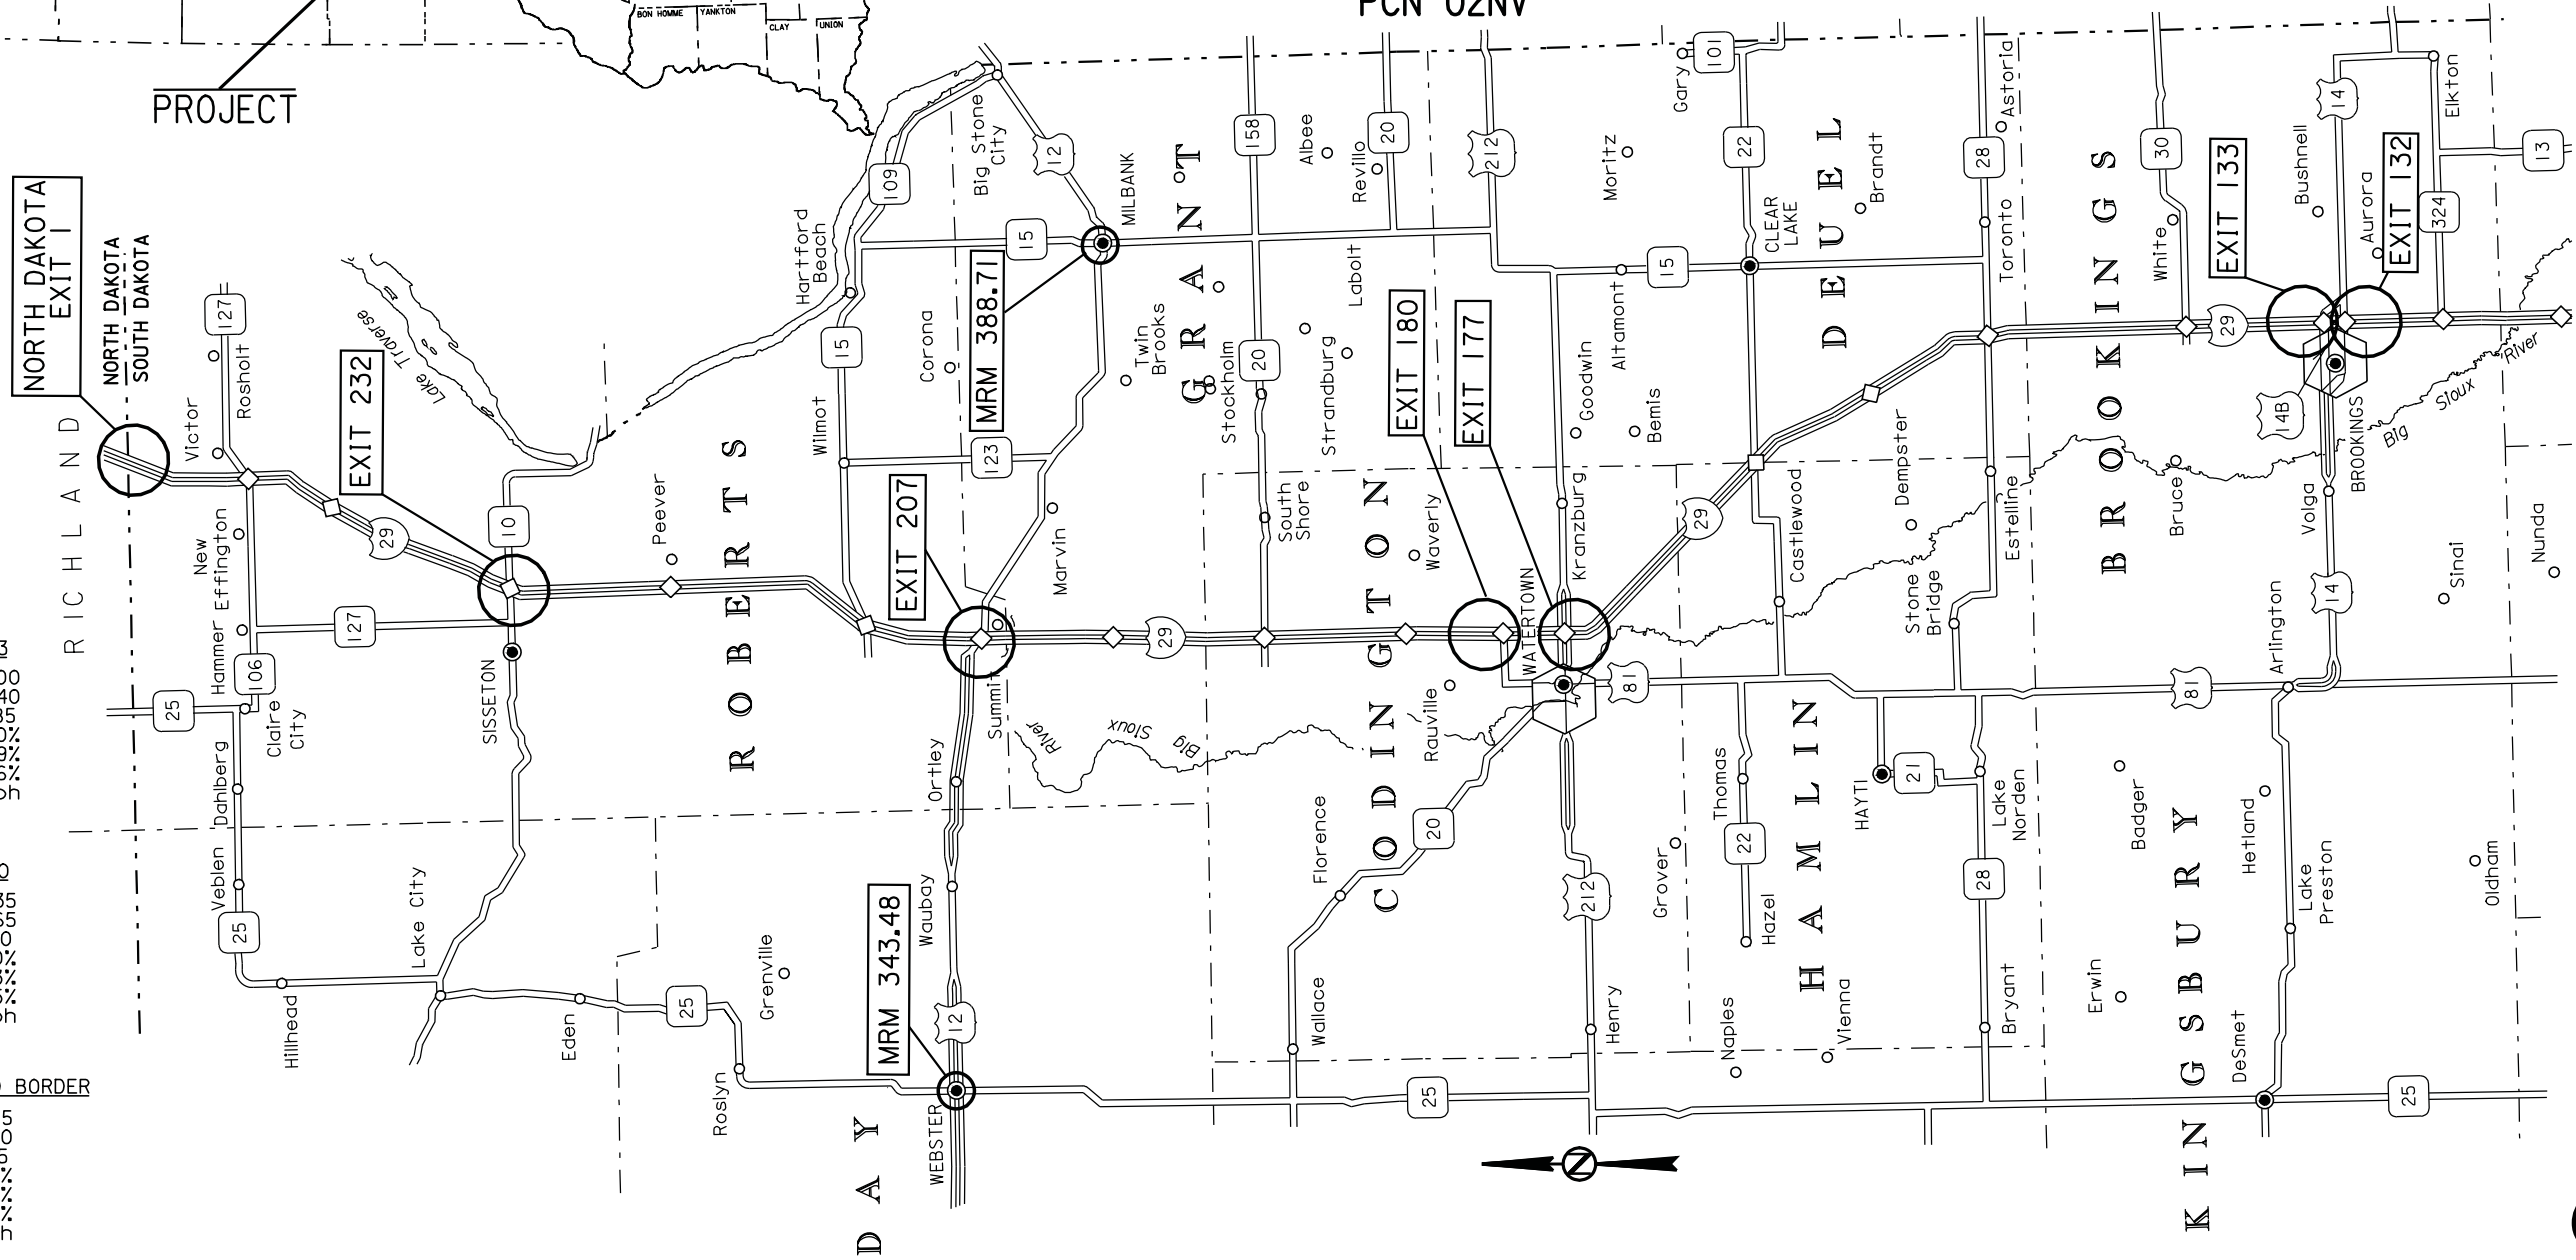 PCN 02NV
BON HOMME
YANKTON
CLAY
UNION
PROJECT
NORTH DAKOTA
EXIT 1
NORTH DAKOTA
SOUTH DAKOTA
RICHLAND
127
Rosholt
Victor
Lake Traverse
EXIT 232
29
10
New
Effington
Hammer
127
106
25
Claire
City
SISSETON
Dahlberg
Veblen
25
Hillhead
Lake City
Eden
25
Grenville
Roslyn
Peever
ROBERTS
Hartford
Beach
109
Big Stone
City
12
MILBANK
15
MRM 388.71
15
Corona
Wilmot
123
Twin
Brooks
Marvin
EXIT 207
Summit
29
Ortley
Waubay
MRM 343.48
12
WEBSTER
DAY
GRANT
158
Albee
Revillo
20
212
Labolt
Stockholm
20
Strandburg
South
Shore
Big Sioux River
EXIT 180
EXIT 177
CODINGTON
Waverly
WATERTOWN
Kranzburg
Rauville
81
Florence
20
Wallace
212
Henry
25
Gary
101
Moritz
22
CLEAR
LAKE
DEUEL
Brandt
15
Altamont
Goodwin
Bemis
29
Astoria
28
Toronto
Castlewood
Dempster
Estelline
Stone
Bridge
HAMLIN
Thomas
22
Grover
Hazel
HAYTI
21
Lake
Norden
28
Naples
Vienna
Bryant
BROOKINGS
30
White
29
EXIT 133
Bushnell
14
Aurora
EXIT 132
Elkton
324
13
14B
BROOKINGS
Big Sioux River
Bruce
Volga
14
Arlington
81
Sinai
Nunda
Badger
Hetland
Lake
Preston
Oldham
Erwin
DeSmet
25
KINGSBURY
N
BORDER